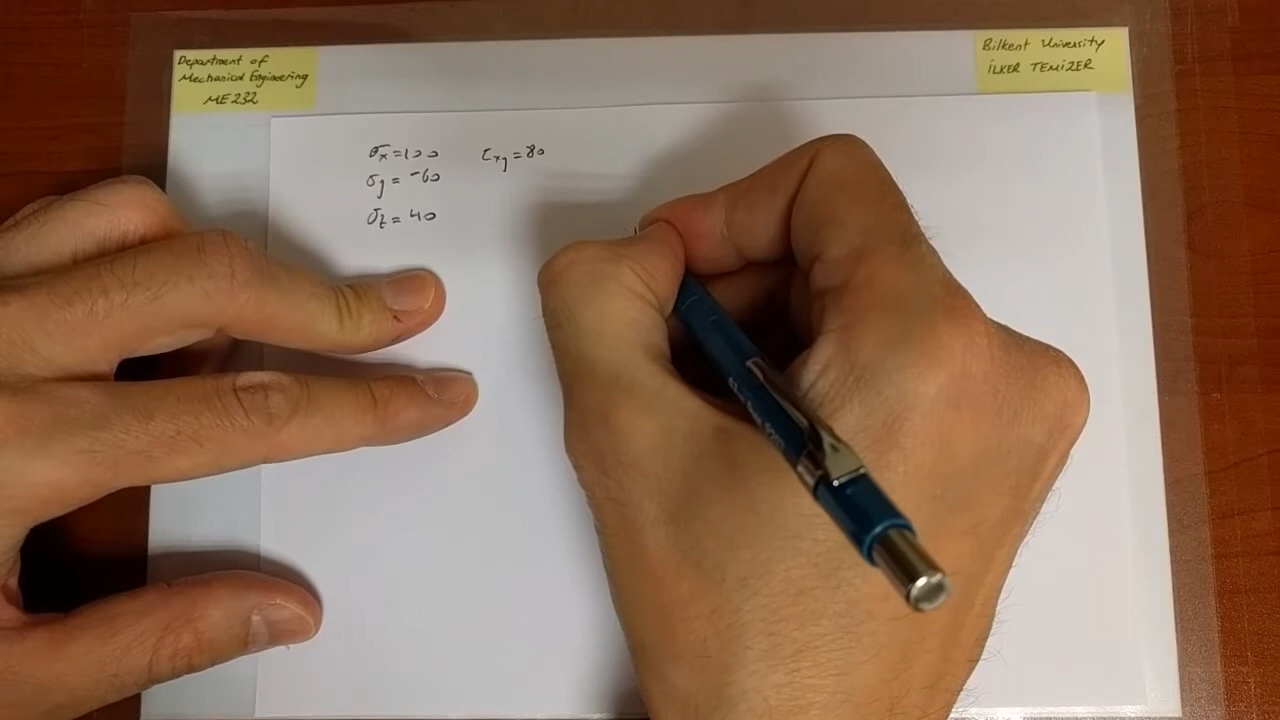 Department of
Mechanical Engineering
ME232
Bilkent University
İLKER TEMİZER
σx=100 τxy=80
σy=-60
σz=40